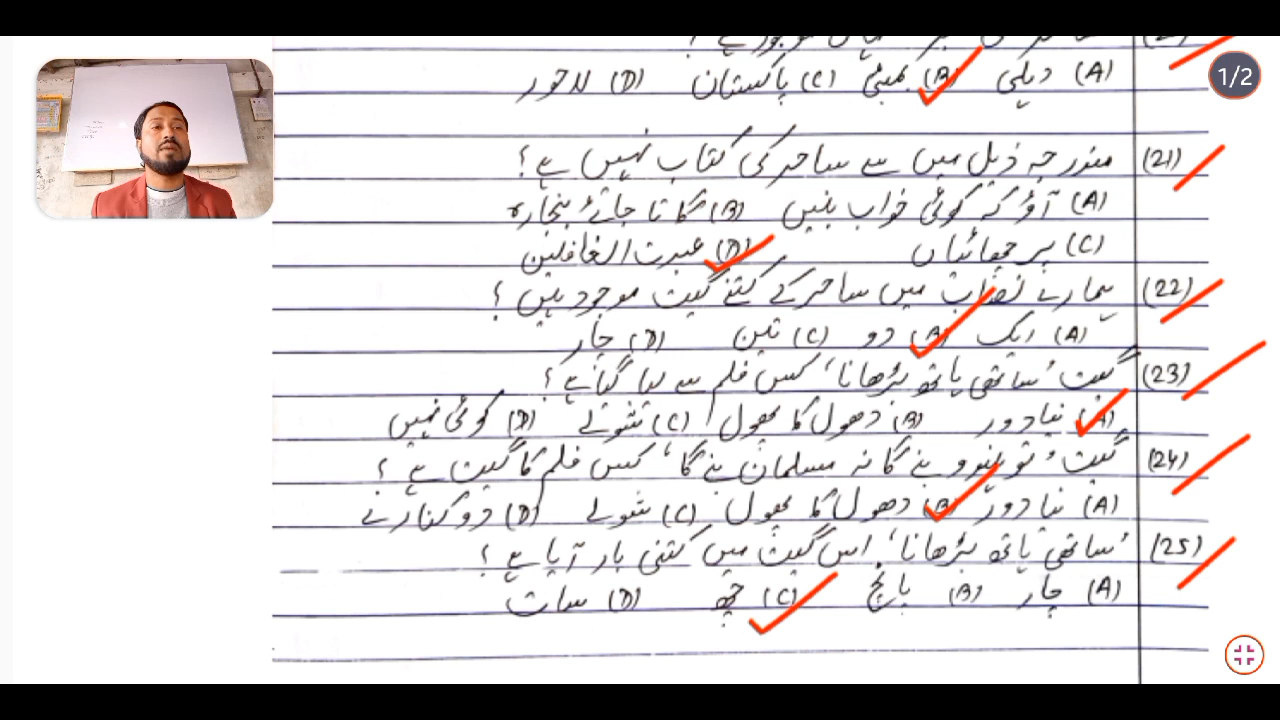 (A) دہلی (B) بمبئی (C) پاکستان (D) لاحور
1/2
(21) مندرجہ ذیل میں سے ساحر کی کتاب نہیں ہے؟
(A) آؤ کہ کوئی خواب بنیں (B) گاتا جائے بنجارہ
(C) پرچھائیاں (D) عبرت الغافلین
(22) ہمارے نصاب میں ساحر کے کتنے گیت موجود ہیں؟
(A) ایک (B) دو (C) تین (D) چار
(23) گیت 'ساتھی ہاتھ بڑھانا' کس فلم سے لیا گیا ہے؟
(A) نیا دور (B) دھول کا پھول (C) شولے (D) کوئی نہیں
(24) گیت 'تو ہندو بنے گا نہ مسلمان بنے گا' کس فلم کا گیت ہے؟
(A) نیا دور (B) دھول کا پھول (C) شولے (D) دو کنارے
(25) 'ساتھی ہاتھ بڑھانا' اس گیت میں کتنی بار آیا ہے؟
(A) چار (B) پانچ (C) چھ (D) سات